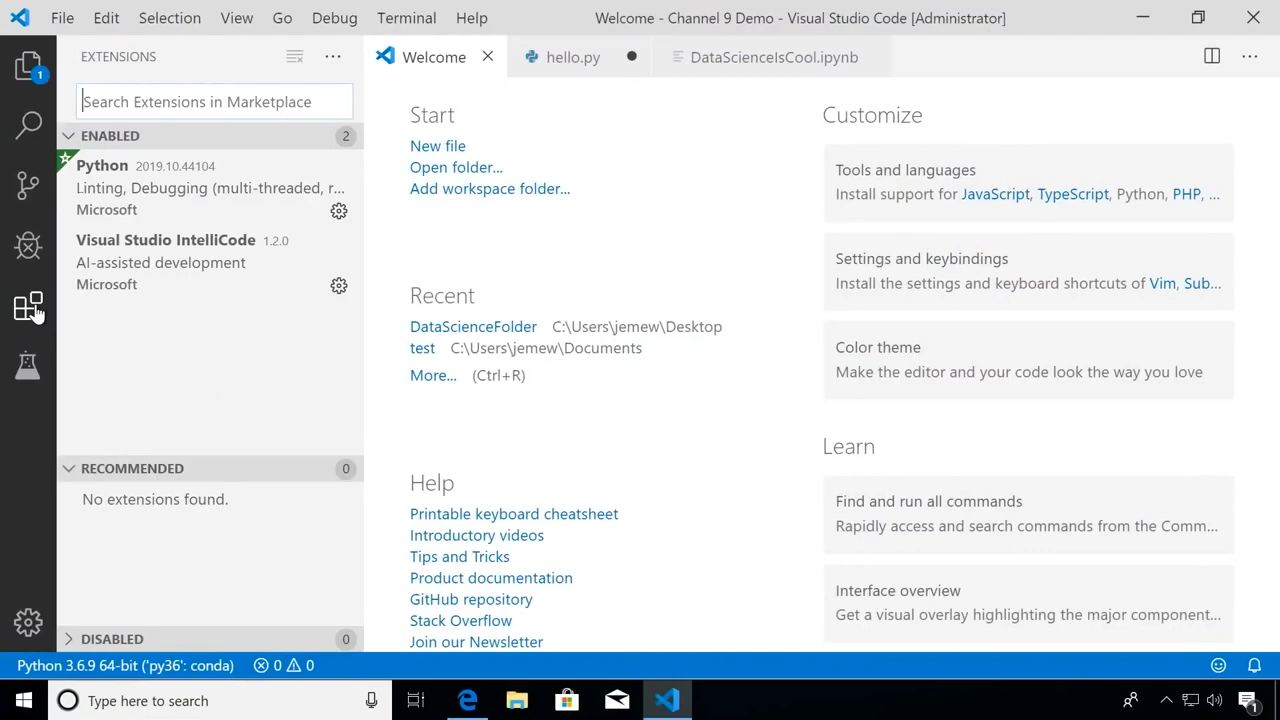 File Edit Selection View Go Debug Terminal Help
Welcome - Channel 9 Demo - Visual Studio Code [Administrator]
1
EXTENSIONS
Search Extensions in Marketplace
ENABLED 2
Python 2019.10.44104
Linting, Debugging (multi-threaded, r...
Microsoft
Visual Studio IntelliCode 1.2.0
AI-assisted development
Microsoft
RECOMMENDED 0
No extensions found.
DISABLED 0
Welcome hello.py DataScienceIsCool.ipynb
Start
New file
Open folder...
Add workspace folder...
Recent
DataScienceFolder C:\Users\jemew\Desktop
test C:\Users\jemew\Documents
More... (Ctrl+R)
Help
Printable keyboard cheatsheet
Introductory videos
Tips and Tricks
Product documentation
GitHub repository
Stack Overflow
Join our Newsletter
Customize
Tools and languages
Install support for JavaScript, TypeScript, Python, PHP, ...
Settings and keybindings
Install the settings and keyboard shortcuts of Vim, Sub...
Color theme
Make the editor and your code look the way you love
Learn
Find and run all commands
Rapidly access and search commands from the Comm...
Interface overview
Get a visual overlay highlighting the major component...
Python 3.6.9 64-bit ('py36': conda) 0 0
Type here to search
1